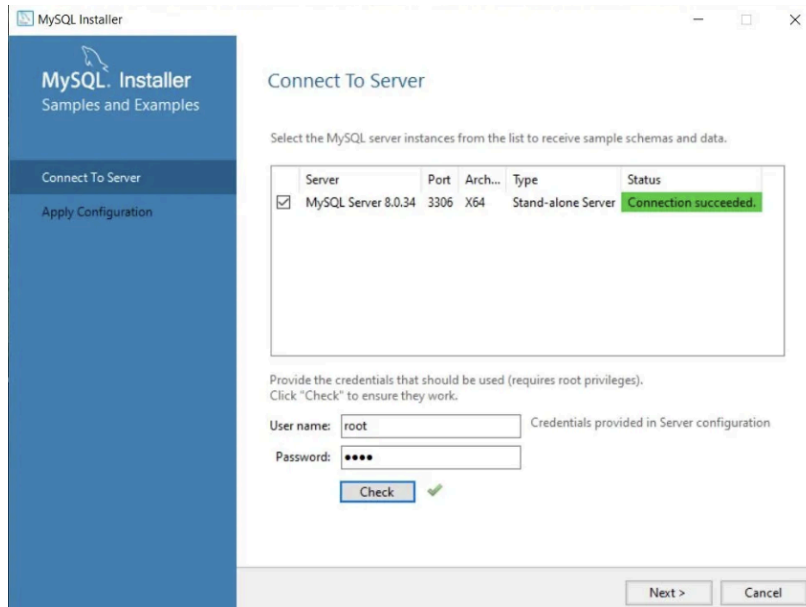 MySQL Installer
MySQL. Installer
Samples and Examples
Connect To Server
Apply Configuration
Connect To Server
Select the MySQL server instances from the list to receive sample schemas and data.
Server Port Arch... Type Status
MySQL Server 8.0.34 3306 X64 Stand-alone Server Connection succeeded.
Provide the credentials that should be used (requires root privileges).
Click "Check" to ensure they work.
User name: root Credentials provided in Server configuration
Password: ●●●●
Check
Next > Cancel